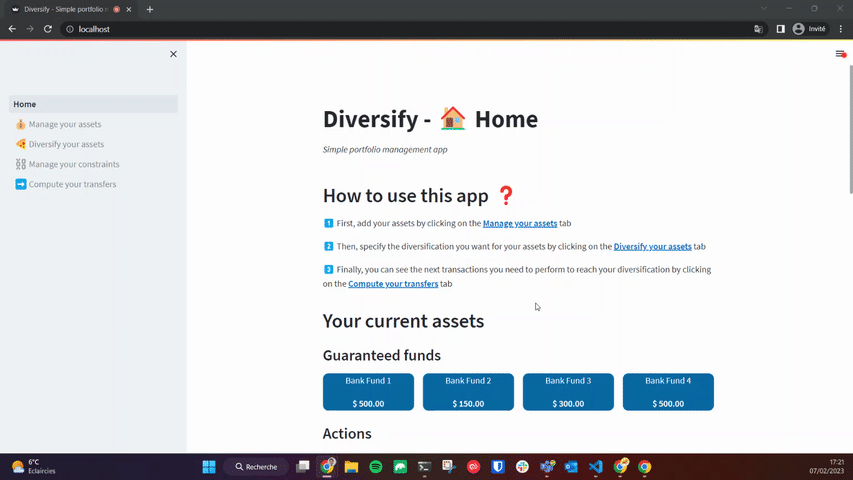 Diversify - Simple portfolio m
localhost
Invité
Home
Manage your assets
Diversify your assets
Manage your constraints
Compute your transfers
Diversify - Home
Simple portfolio management app
How to use this app ❓
1 First, add your assets by clicking on the Manage your assets tab
2 Then, specify the diversification you want for your assets by clicking on the Diversify your assets tab
3 Finally, you can see the next transactions you need to perform to reach your diversification by clicking
on the Compute your transfers tab
Your current assets
Guaranteed funds
Bank Fund 1 Bank Fund 2 Bank Fund 3 Bank Fund 4
$ 500.00 $ 150.00 $ 300.00 $ 500.00
Actions
6°C
Eclaircies
Recherche
17:21
07/02/2023